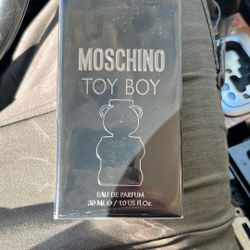 MOSCHINO
TOY BOY
EAU DE PARFUM
30 ML ℮ / 1.0 US FL. OZ.